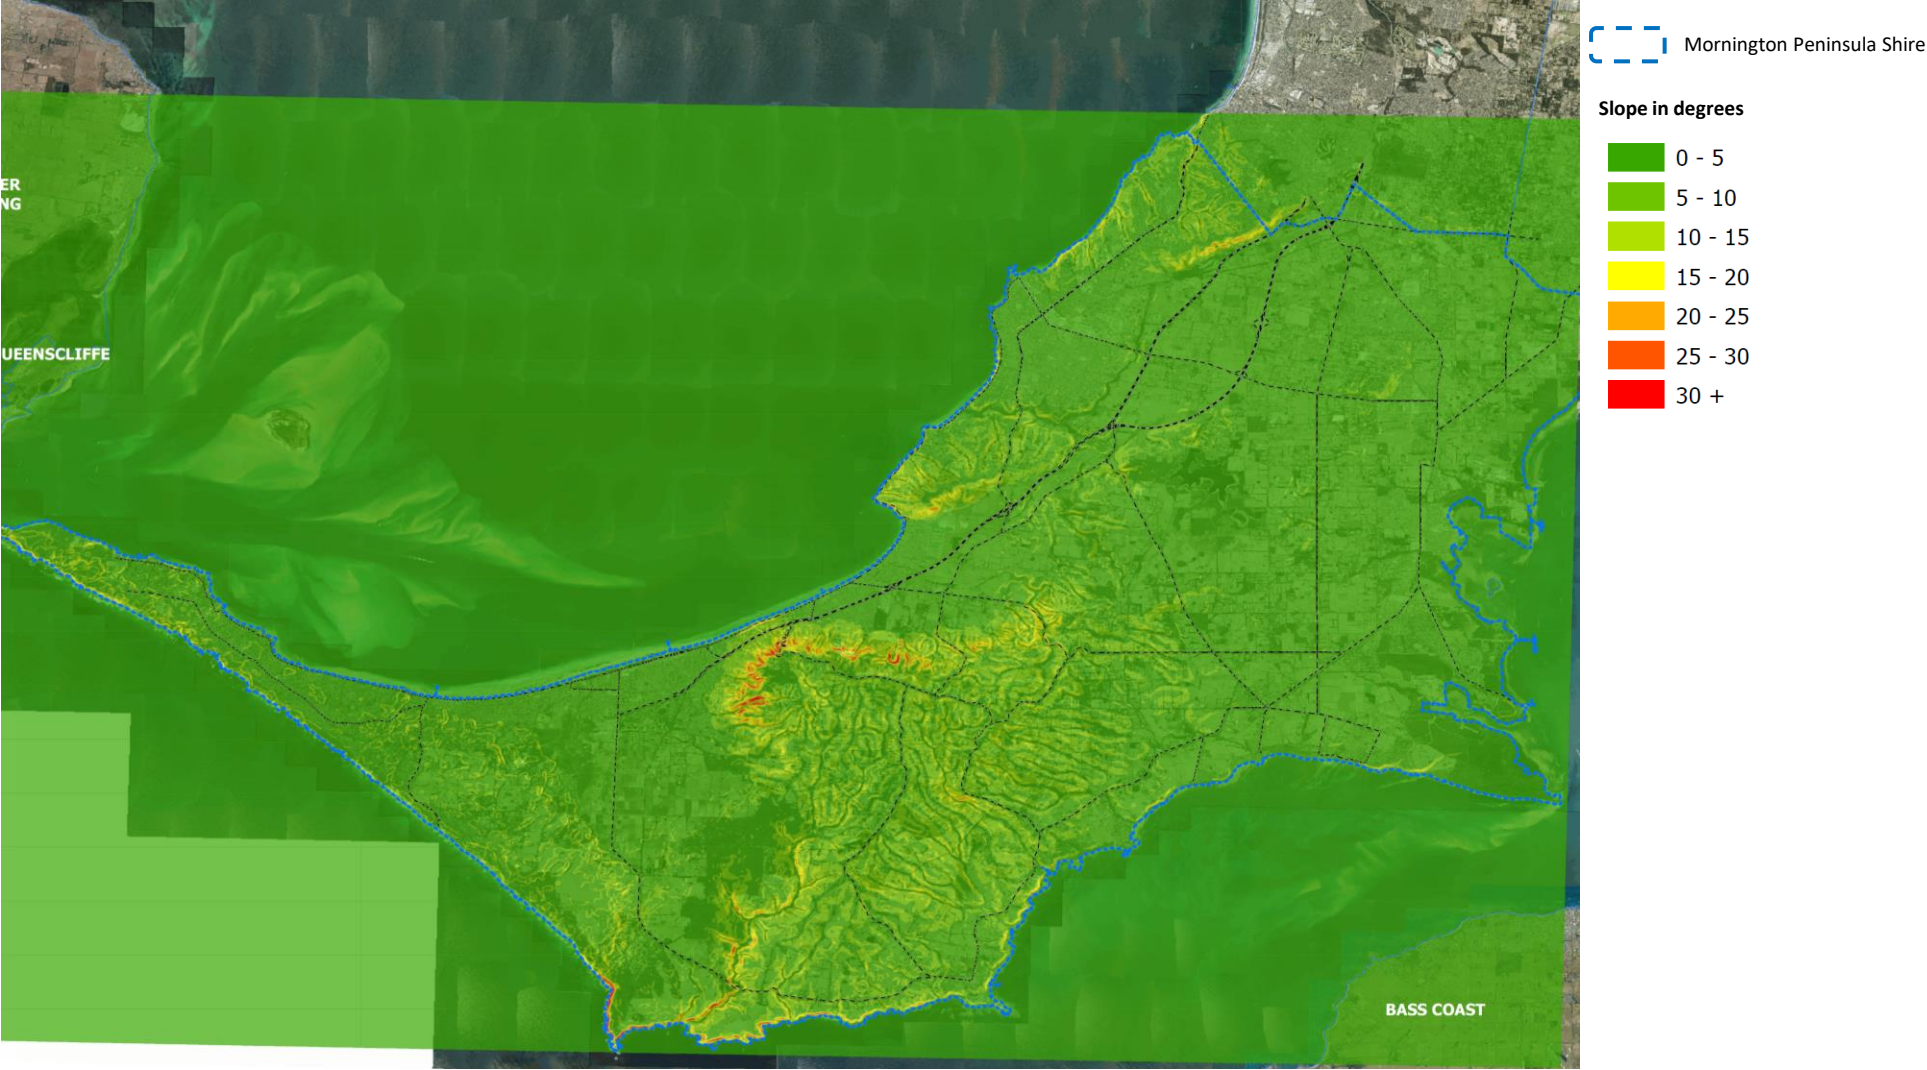 Mornington Peninsula Shire
Slope in degrees
0 - 5
5 - 10
10 - 15
15 - 20
20 - 25
25 - 30
30 +
ER
NG
UEENSCLIFFE
BASS COAST